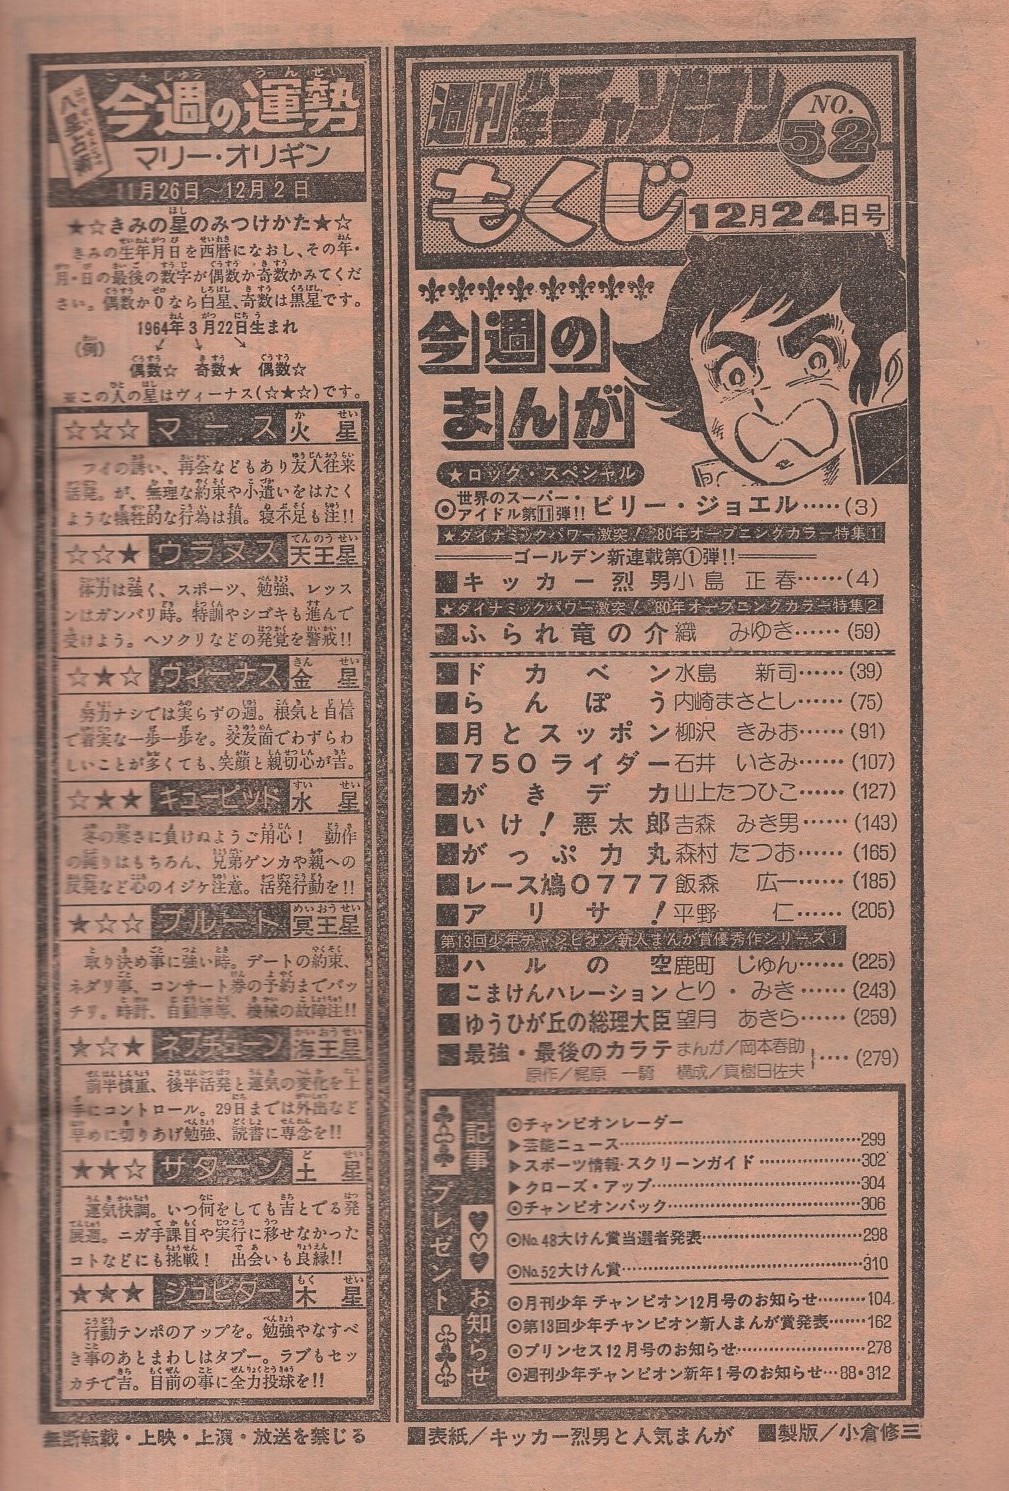 週刊少年チャンピオン
NO.52
もくじ
12月24日号
今週の
まんが
★ロック・スペシャル
◎世界のスーパー・アイドル第11弾!!ビリー・ジョエル……(3)
★ダイナミックパワー激突!'80年オープニングカラー特集1
ゴールデン新連載第①弾!!
■キッカー烈男 小島正春……(4)
★ダイナミックパワー激突!'80年オープニングカラー特集2
■ふられ竜の介 織みゆき……(59)
■ドカベン 水島新司……(39)
■らんぽう 内崎まさとし……(75)
■月とスッポン 柳沢きみお……(91)
■750ライダー 石井いさみ……(107)
■がきデカ 山上たつひこ……(127)
■いけ!悪太郎 吉森みき男……(143)
■がっぷ力丸 森村たつお……(165)
■レース鳩0777 飯森広一……(185)
■アリサ! 平野仁……(205)
第13回少年チャンピオン新人まんが賞優秀作シリーズ1
■ハルの空 鹿町じゅん……(225)
■こまけんハレーション とり・みき……(243)
■ゆうひが丘の総理大臣 望月あきら……(259)
■最強・最後のカラテ まんが/岡本春助
原作/梶原一騎 構成/真樹日佐夫 ……(279)
記事
プレゼント
お知らせ
◎チャンピオンレーダー
▶芸能ニュース……299
▶スポーツ情報・スクリーンガイド……302
▶クローズ・アップ……304
◎チャンピオンパック……306
◎No.48大けん賞当選者発表……298
◎No.52大けん賞……310
◎月刊少年チャンピオン12月号のお知らせ……104
◎第13回少年チャンピオン新人まんが賞発表……162
◎プリンセス12月号のお知らせ……278
◎週刊少年チャンピオン新年1号のお知らせ…88・312
八星占術
今週の運勢
マリー・オリギン
11月26日〜12月2日
★☆きみの星のみつけかた★☆
きみの生年月日を西暦になおし、その年・
月・日の最後の数字が偶数か奇数かみてくだ
さい。偶数か0なら白星、奇数は黒星です。
1964年3月22日生まれ
(例)
偶数☆ 奇数★ 偶数☆
※この人の星はヴィーナス(☆★☆)です。
☆☆☆ マース 火星
フイの誘い、再会などもあり友人往来
活発。が、無理な約束や小遣いをはたく
ような犠牲的な行為は損。寝不足も注!!
☆☆★ ウラヌス 天王星
体力は強く、スポーツ、勉強、レッス
ンはガンバリ時。特訓やシゴキも進んで
受けよう。ヘソクリなどの発覚を警戒!!
☆★☆ ヴィーナス 金星
努力ナシでは実らずの週。根気と自信
で着実な一歩一歩を。交友面でわずらわ
しいことが多くても、笑顔と親切心が吉。
☆★★ キューピット 水星
冬の寒さに負けぬようご用心! 動作
の鈍りはもちろん、兄弟ゲンカや親への
反発など心のイジケ注意。活発行動を!!
★☆☆ プルート 冥王星
取り決め事に強い時。デートの約束、
ネダリ事、コンサート券の予約までバッ
チリ。時計、自動車等、機械の故障注!!
★☆★ ネプチューン 海王星
前半慎重、後半活発と運気の変化を上
手にコントロール。29日までは外出など
早めに切りあげ勉強、読書に専念を!!
★★☆ サターン 土星
運気快調。いつ何をしても吉とでる発
展週。ニガ手課目や実行に移せなかった
コトなどにも挑戦! 出会いも良縁!!
★★★ ジュピター 木星
行動テンポのアップを。勉強やなすべ
き事のあとまわしはタブー。ラブもセッ
カチで吉。目前の事に全力投球を!!
無断転載・上映・上演・放送を禁じる
■表紙/キッカー烈男と人気まんが
■製版/小倉修三